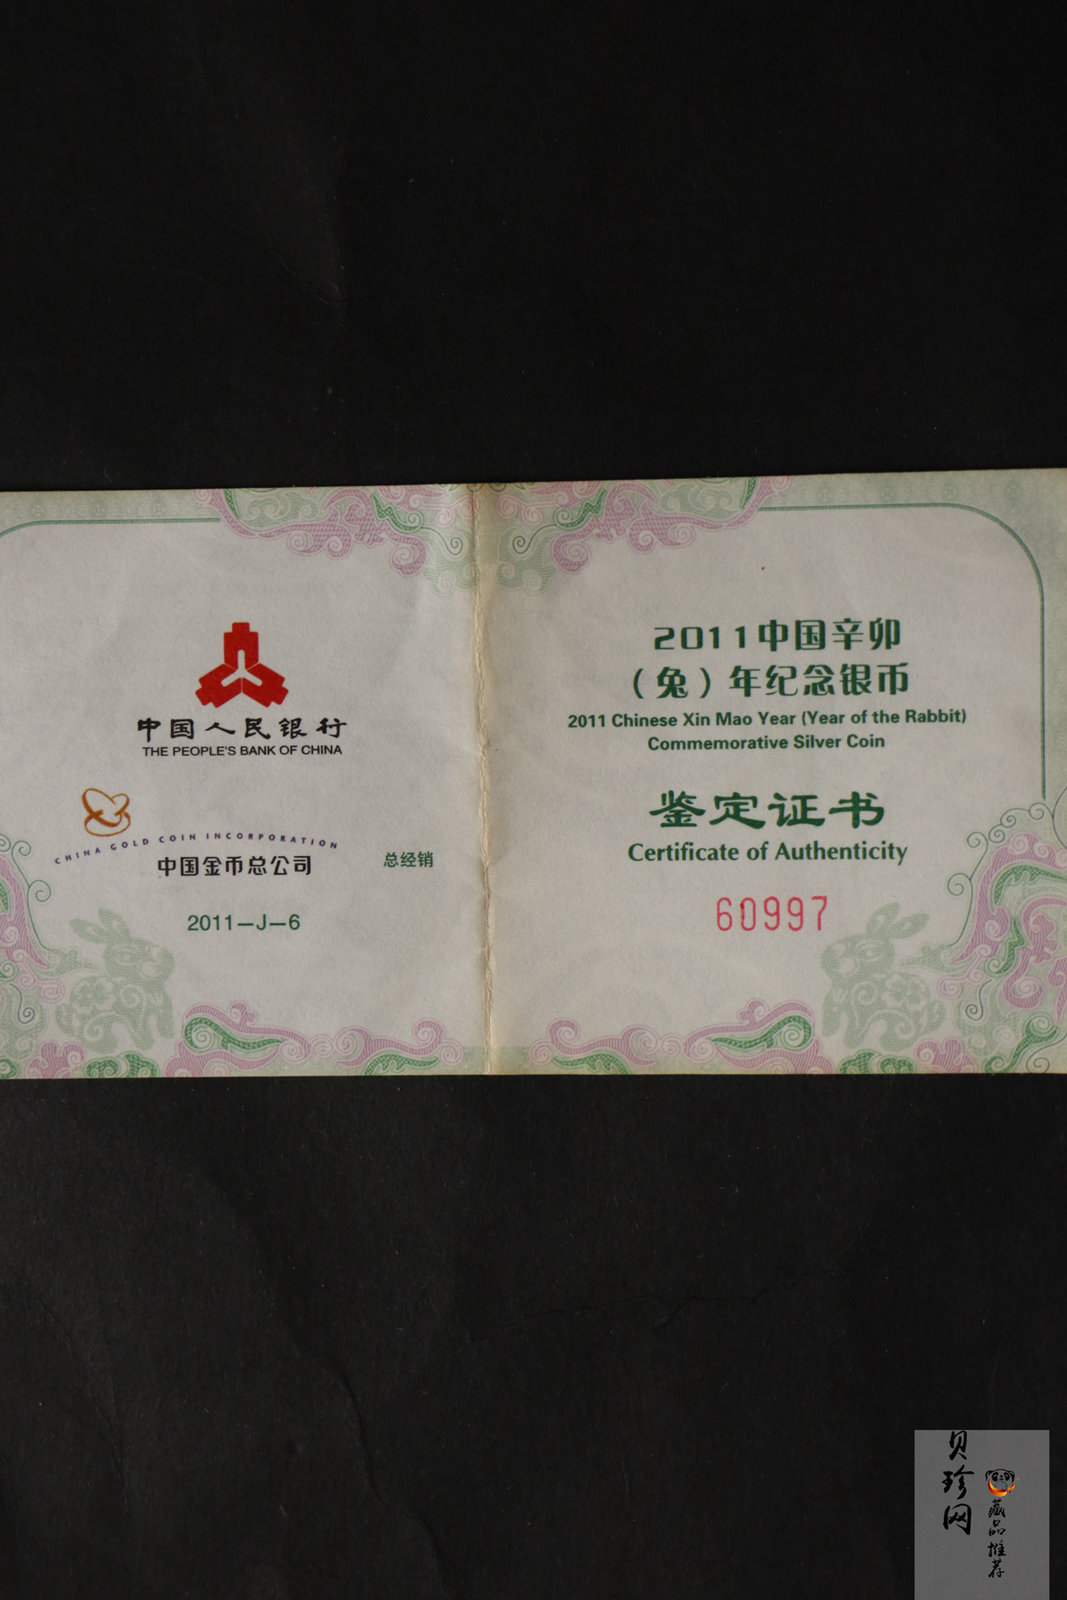 中国人民银行
THE PEOPLE'S BANK OF CHINA
CHINA GOLD COIN INCORPORATION
中国金币总公司
总经销
2011—J—6
2011中国辛卯
（兔）年纪念银币
2011 Chinese Xin Mao Year (Year of the Rabbit)
Commemorative Silver Coin
鉴定证书
Certificate of Authenticity
60997
贝珍网
藏品推荐